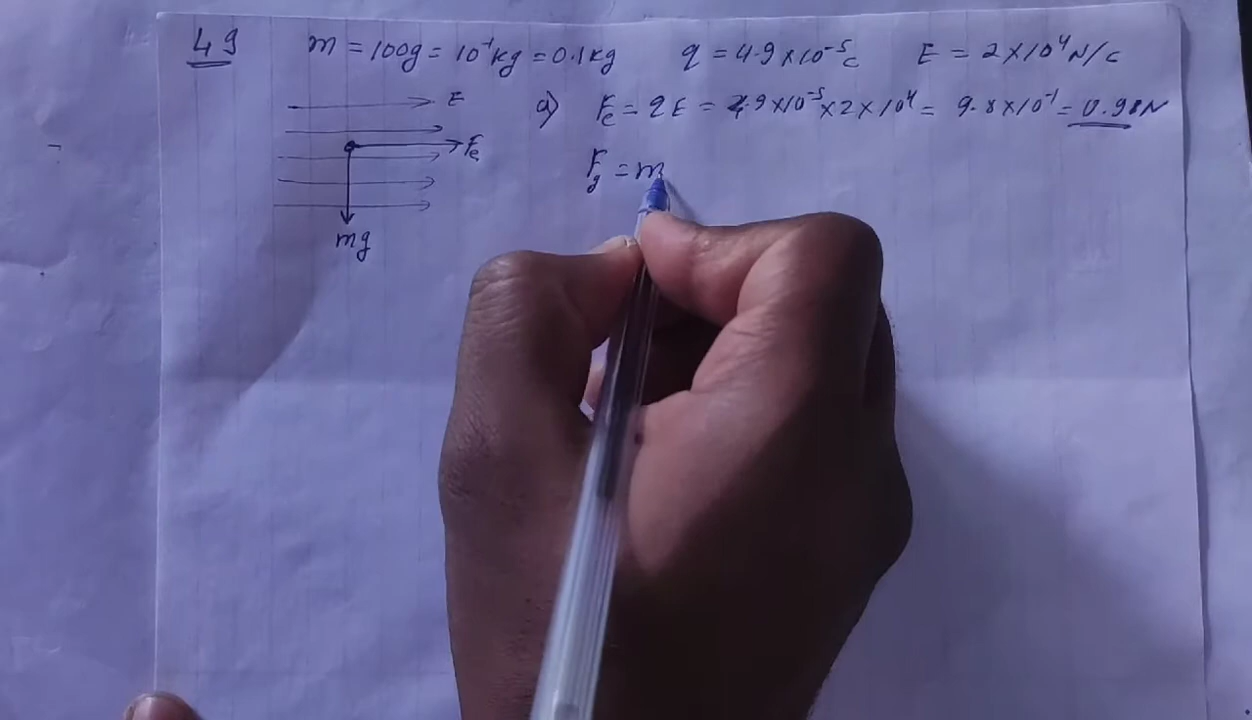 49 m = 100g = 10⁻¹kg = 0.1kg q = 4.9×10⁻⁵C E = 2×10⁴N/C
E
a) Fe = qE = 4.9×10⁻⁵×2×10⁴ = 9.8×10⁻¹ = 0.98N
Fe
Fg = m
mg